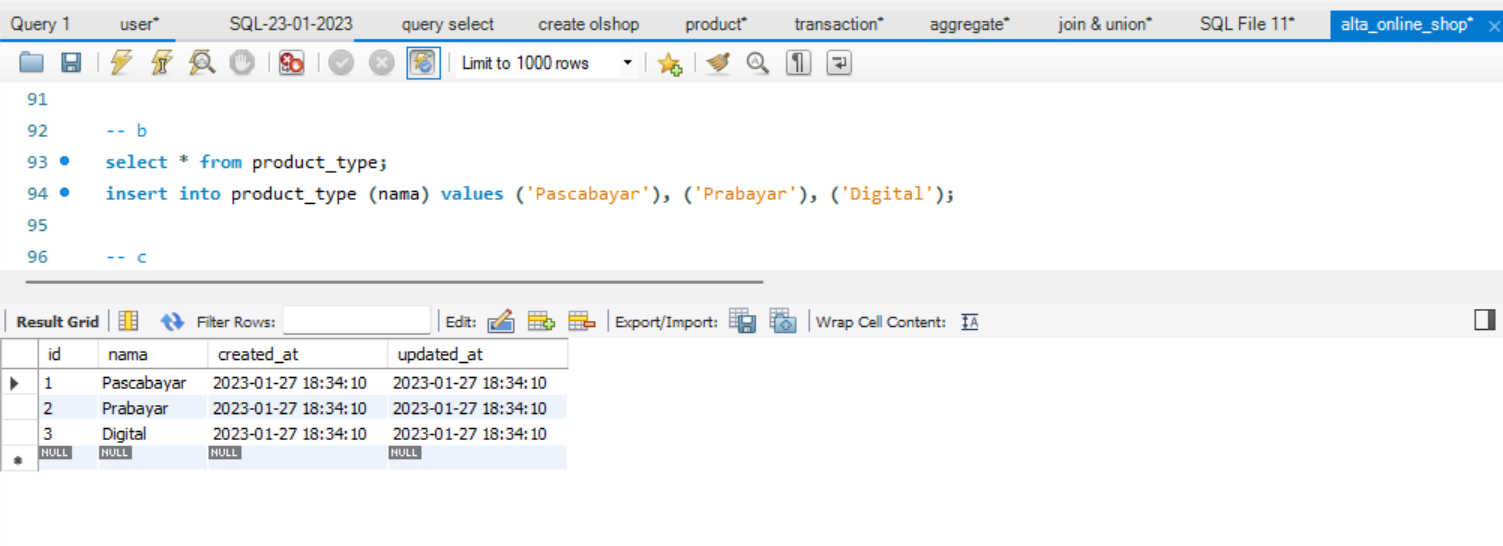 Query 1 user* SQL-23-01-2023 query select create olshop product* transaction* aggregate* join & union* SQL File 11* alta_online_shop*
Limit to 1000 rows
91
92 -- b
93 select * from product_type;
94 insert into product_type (nama) values ('Pascabayar'), ('Prabayar'), ('Digital');
95
96 -- c
Result Grid Filter Rows: Edit: Export/Import: Wrap Cell Content:
id nama created_at updated_at
1 Pascabayar 2023-01-27 18:34:10 2023-01-27 18:34:10
2 Prabayar 2023-01-27 18:34:10 2023-01-27 18:34:10
3 Digital 2023-01-27 18:34:10 2023-01-27 18:34:10
NULL NULL NULL NULL